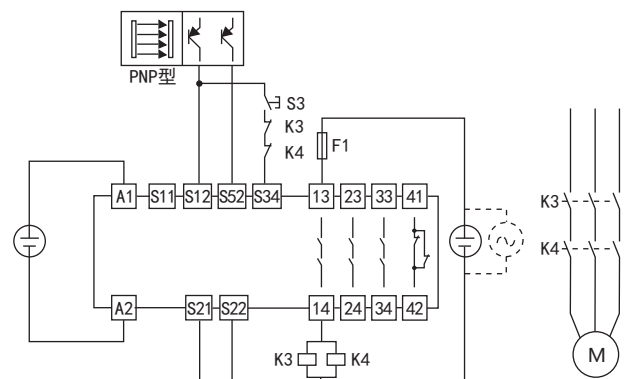 PNP型
S3
K3
K4
F1
A1 S11 S12 S52 S34 13 23 33 41
K3
K4
A2 S21 S22 14 24 34 42
K3 K4
M